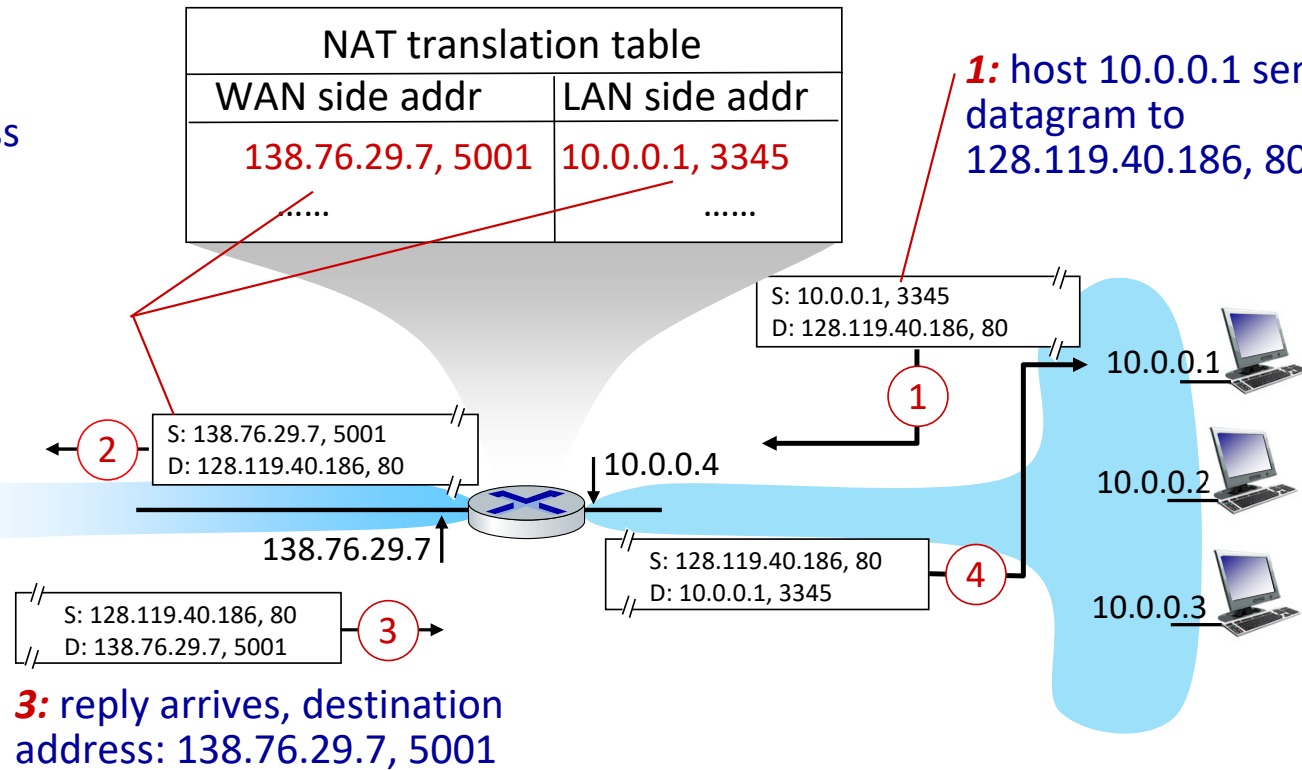 NAT translation table
WAN side addr LAN side addr
138.76.29.7, 5001 10.0.0.1, 3345
…… ……
1: host 10.0.0.1
datagram to
128.119.40.186, 80
S: 10.0.0.1, 3345
D: 128.119.40.186, 80
1
10.0.0.1
2
S: 138.76.29.7, 5001
D: 128.119.40.186, 80
10.0.0.4
10.0.0.2
138.76.29.7
S: 128.119.40.186, 80
D: 10.0.0.1, 3345
4
10.0.0.3
S: 128.119.40.186, 80
D: 138.76.29.7, 5001
3
3: reply arrives, destination
address: 138.76.29.7, 5001